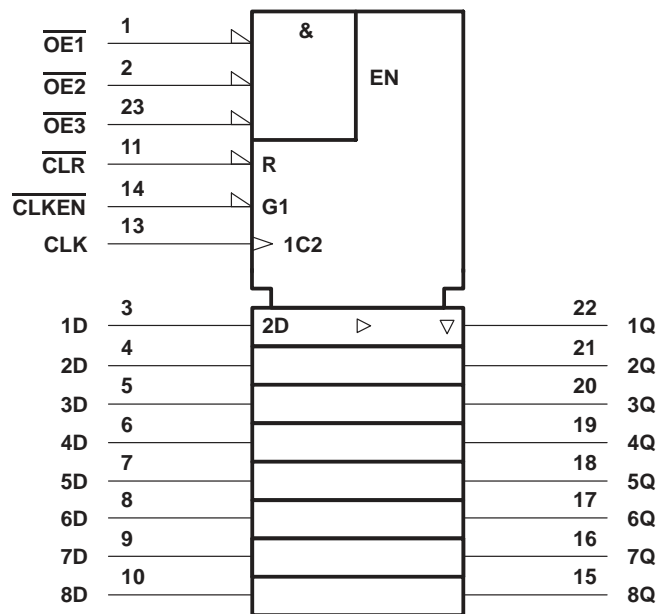 1
OE1
&
2
OE2
EN
23
OE3
11
CLR
R
14
CLKEN
G1
13
CLK
1C2
3
22
1D
2D
1Q
4
21
2D
2Q
5
20
3D
3Q
6
19
4D
4Q
7
18
5D
5Q
8
17
6D
6Q
9
16
7D
7Q
10
15
8D
8Q